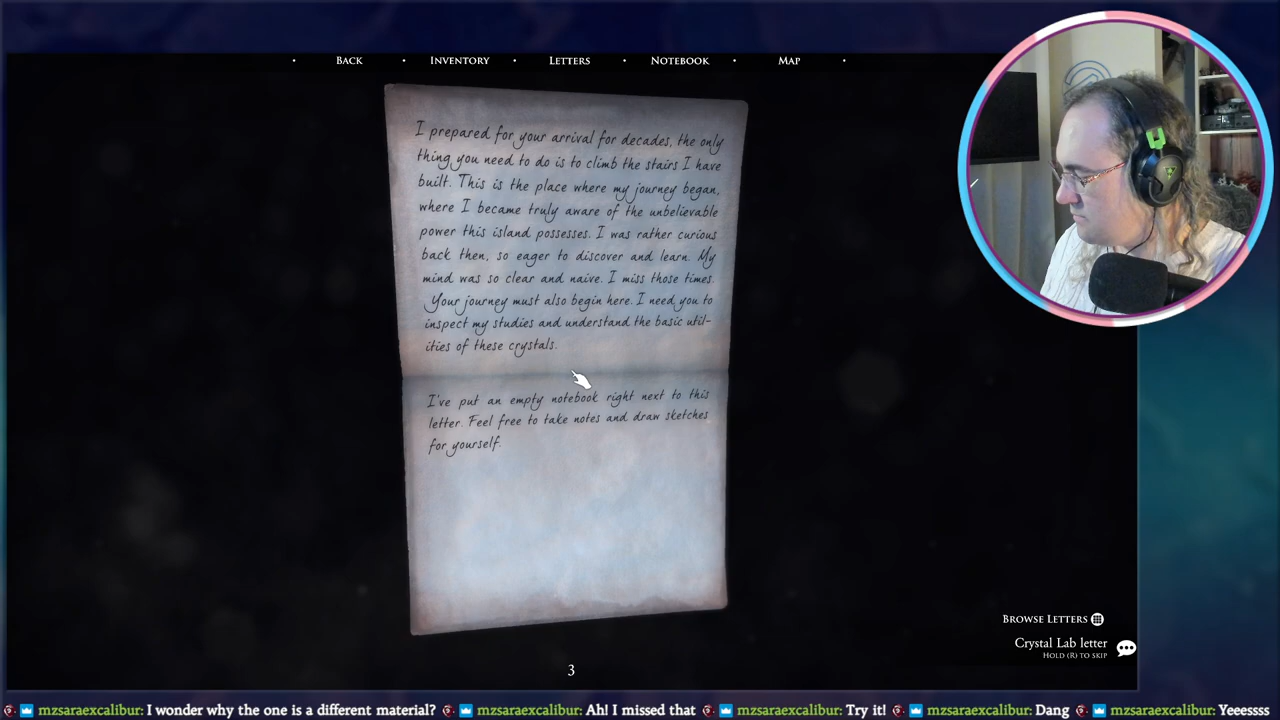 BACK
INVENTORY
LETTERS
NOTEBOOK
MAP
I prepared for your arrival for decades, the only
thing you need to do is to climb the stairs I have
built. This is the place where my journey began,
where I became truly aware of the unbelievable
power this island possesses. I was rather curious
back then, so eager to discover and learn. My
mind was so clear and naive. I miss those times.
Your journey must also begin here. I need you to
inspect my studies and understand the basic util-
ities of these crystals.
I've put an empty notebook right next to this
letter. Feel free to take notes and draw sketches
for yourself.
BROWSE LETTERS
Crystal Lab letter
HOLD (R) TO SKIP
3
mzsaraexcalibur: I wonder why the one is a different material? mzsaraexcalibur: Ah! I missed that mzsaraexcalibur: Try it! mzsaraexcalibur: Dang mzsaraexcalibur: Yeeessss